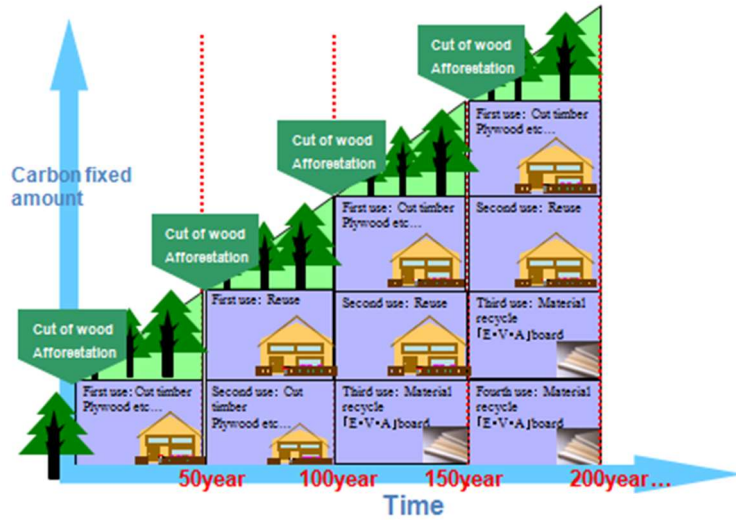 Cut of wood
Afforestation
First use: Cut timber
Plywood etc…
Cut of wood
Afforestation
Second use: Reuse
Carbon fixed
amount
First use: Cut timber
Plywood etc…
Cut of wood
Afforestation
First use: Reuse
Second use: Reuse
Third use: Material
recycle
「E・V・A」board
Cut of wood
Afforestation
First use: Cut timber
Plywood etc…
Second use: Cut
timber
Plywood etc…
Third use: Material
recycle
「E・V・A」board
Fourth use: Material
recycle
「E・V・A」board
50year
100year
150year
200year…
Time